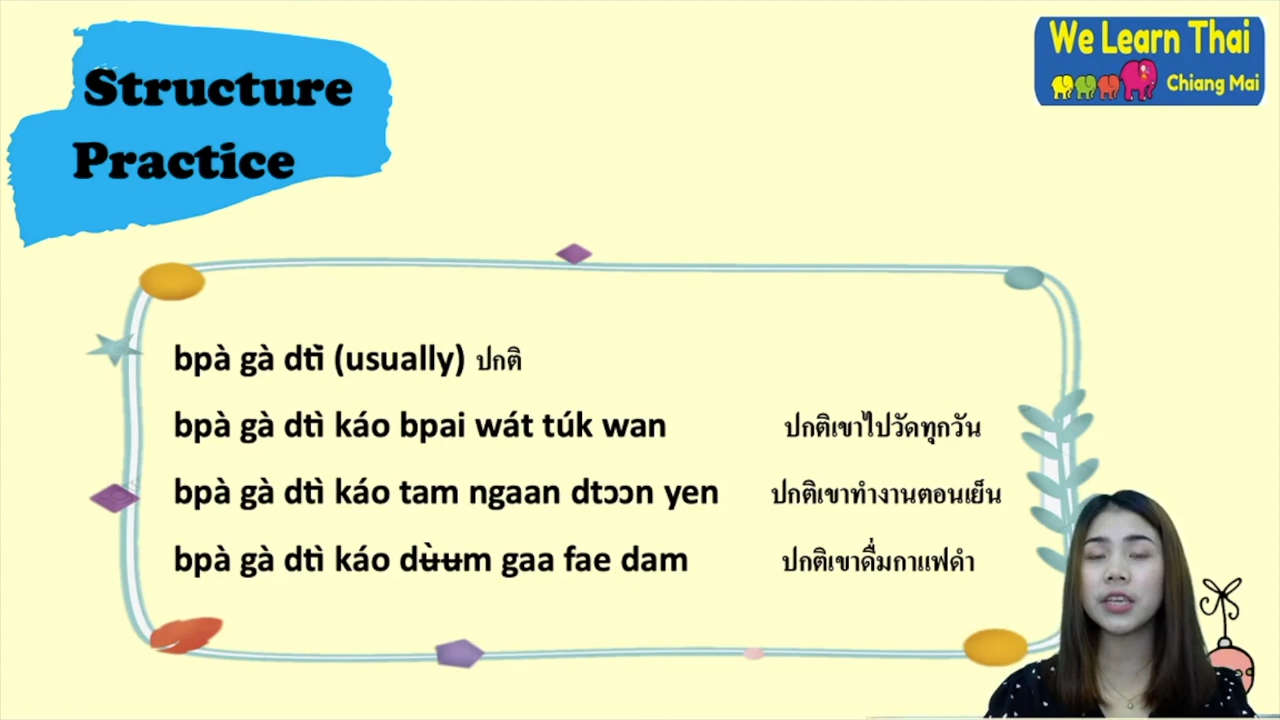 Structure
Practice
We Learn Thai
Chiang Mai
bpà gà dtì (usually) ปกติ
bpà gà dtì káo bpai wát túk wan ปกติเขาไปวัดทุกวัน
bpà gà dtì káo tam ngaan dtɔɔn yen ปกติเขาทำงานตอนเย็น
bpà gà dtì káo dʉ̀ʉm gaa fae dam ปกติเขาดื่มกาแฟดำ